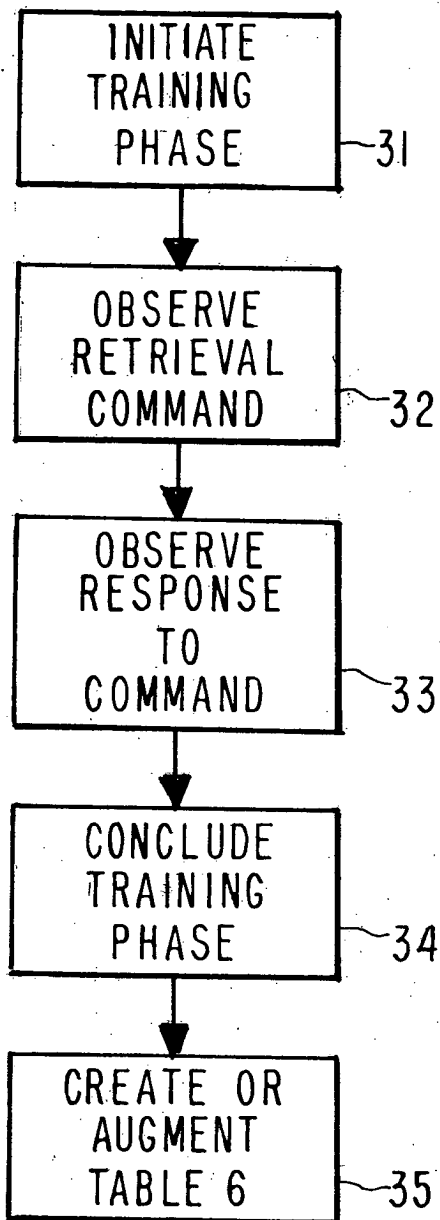 INITIATE
TRAINING
PHASE
31
OBSERVE
RETRIEVAL
COMMAND
32
OBSERVE
RESPONSE
TO
COMMAND
33
CONCLUDE
TRAINING
PHASE
34
CREATE OR
AUGMENT
TABLE 6
35